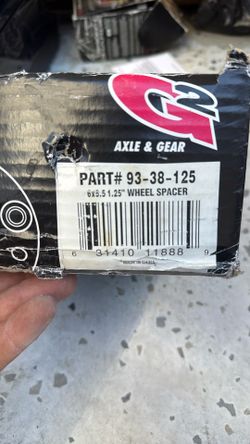 G2
AXLE & GEAR
PART# 93-38-125
6x5.5 1.25" WHEEL SPACER
6 31410 11888 9